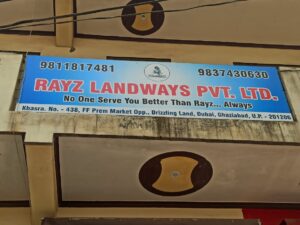 9811817481
9837430630
RAYZ LANDWAYS PVT. LTD.
No One Serve You Better Than Rayz... Always
Khasra. No. - 438, FF Prem Market Opp., Drizzling Land, Duhai, Ghaziabad, U.P. - 201206